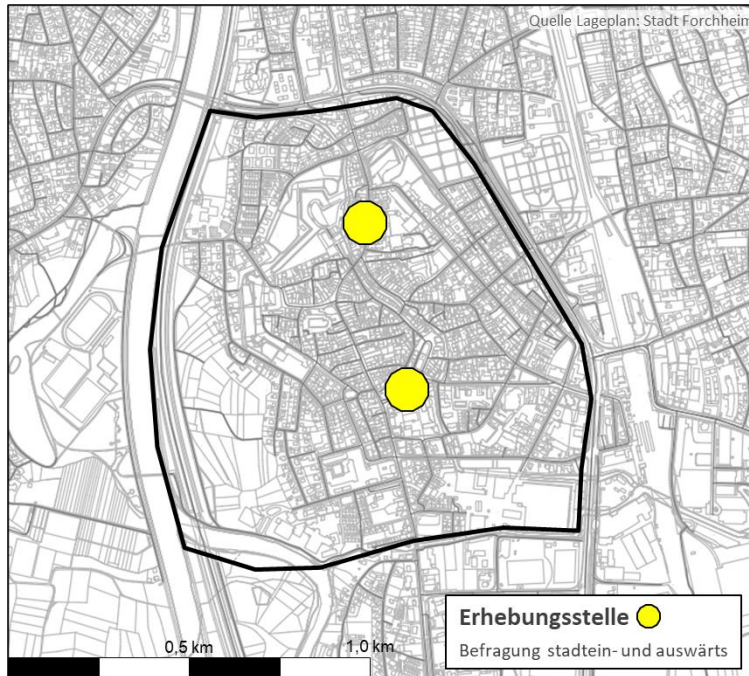 Quelle Lageplan: Stadt Forchheim
0,5 km 1,0 km
Erhebungsstelle
Befragung stadtein- und auswärts